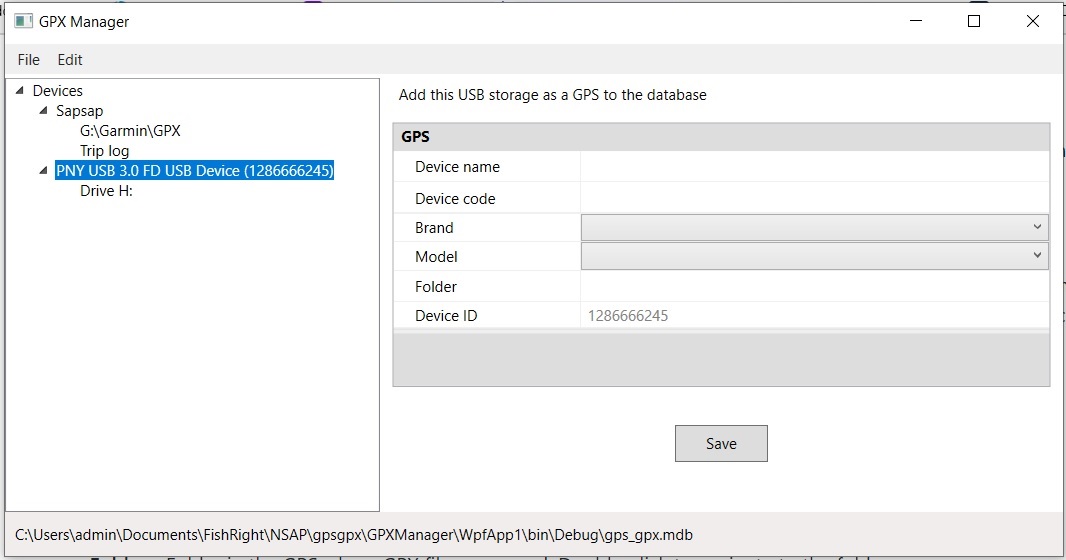 GPX Manager
File Edit
Devices
Sapsap
G:\Garmin\GPX
Trip log
PNY USB 3.0 FD USB Device (1286666245)
Drive H:
Add this USB storage as a GPS to the database
GPS
Device name
Device code
Brand
Model
Folder
Device ID 1286666245
Save
C:\Users\admin\Documents\FishRight\NSAP\gpsgpx\GPXManager\WpfApp1\bin\Debug\gps_gpx.mdb